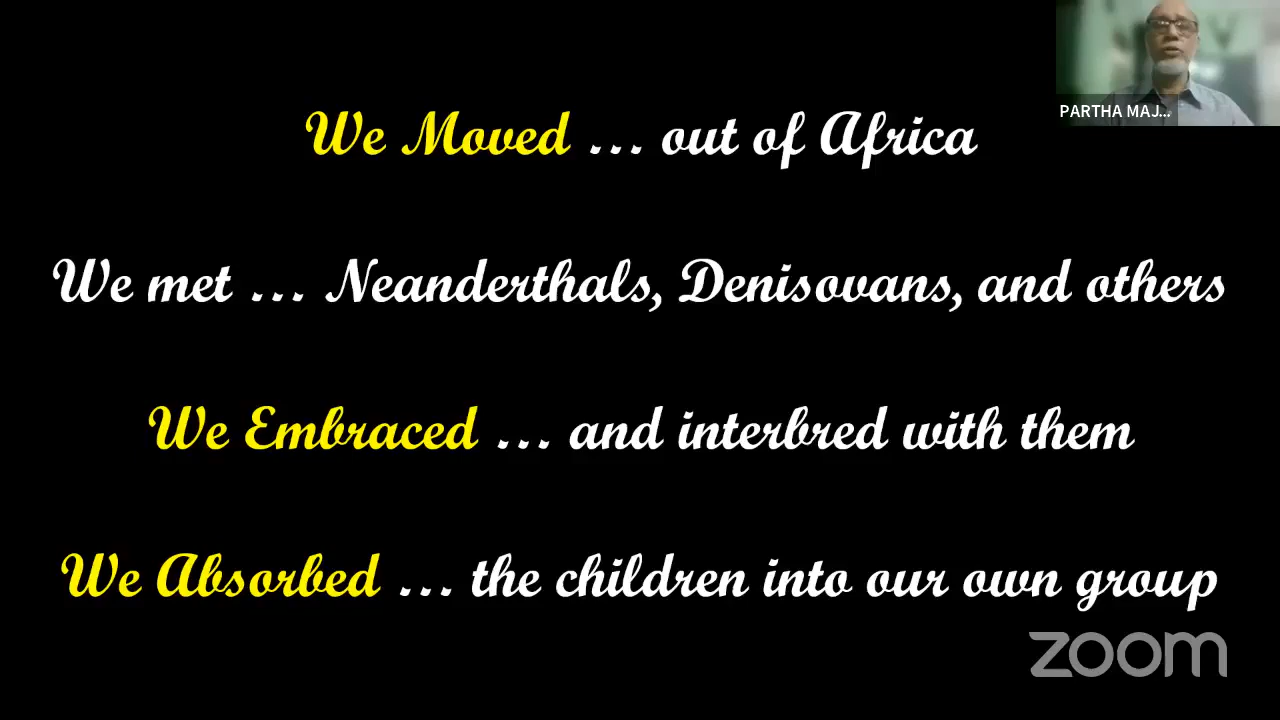 PARTHA MAJ...
We Moved ... out of Africa
We met ... Neanderthals, Denisovans, and others
We Embraced ... and interbred with them
We Absorbed ... the children into our own group
zoom